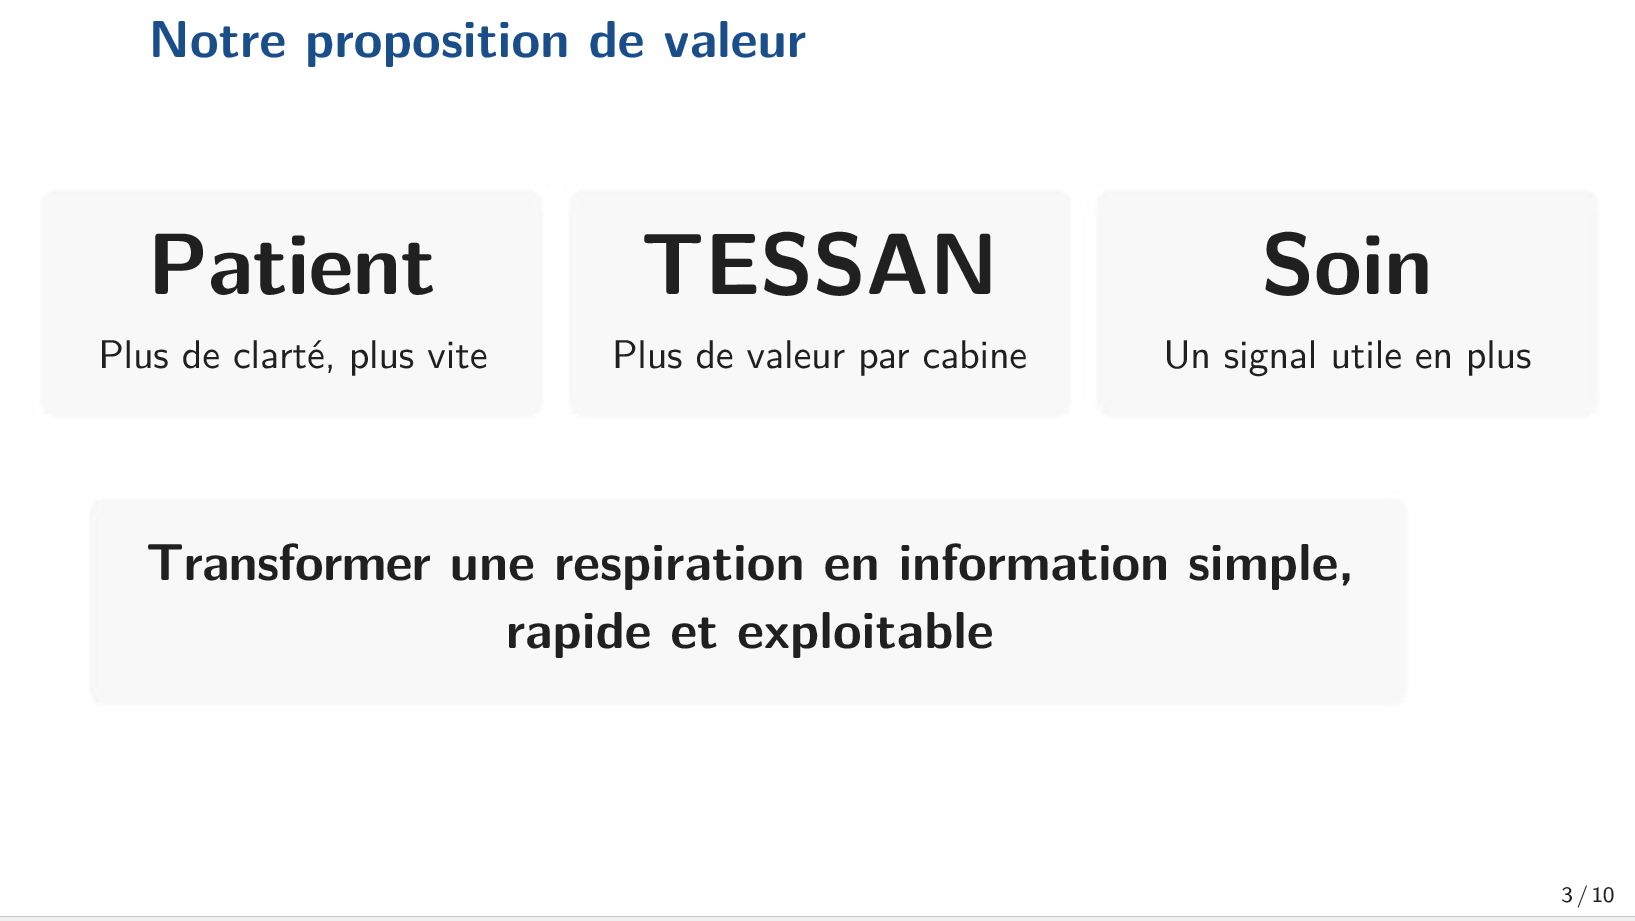 Notre proposition de valeur
Patient
Plus de clarté, plus vite
TESSAN
Plus de valeur par cabine
Soin
Un signal utile en plus
Transformer une respiration en information simple,
rapide et exploitable
3 / 10